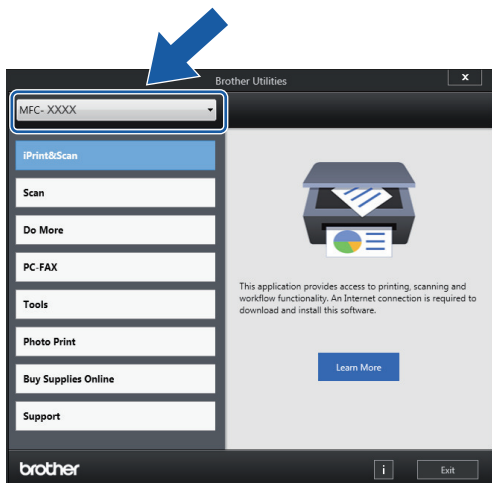 Brother Utilities
x
MFC- XXXX
iPrint&Scan
Scan
Do More
PC-FAX
Tools
Photo Print
Buy Supplies Online
Support
This application provides access to printing, scanning and
workflow functionality. An Internet connection is required to
download and install this software.
Learn More
brother
i
Exit